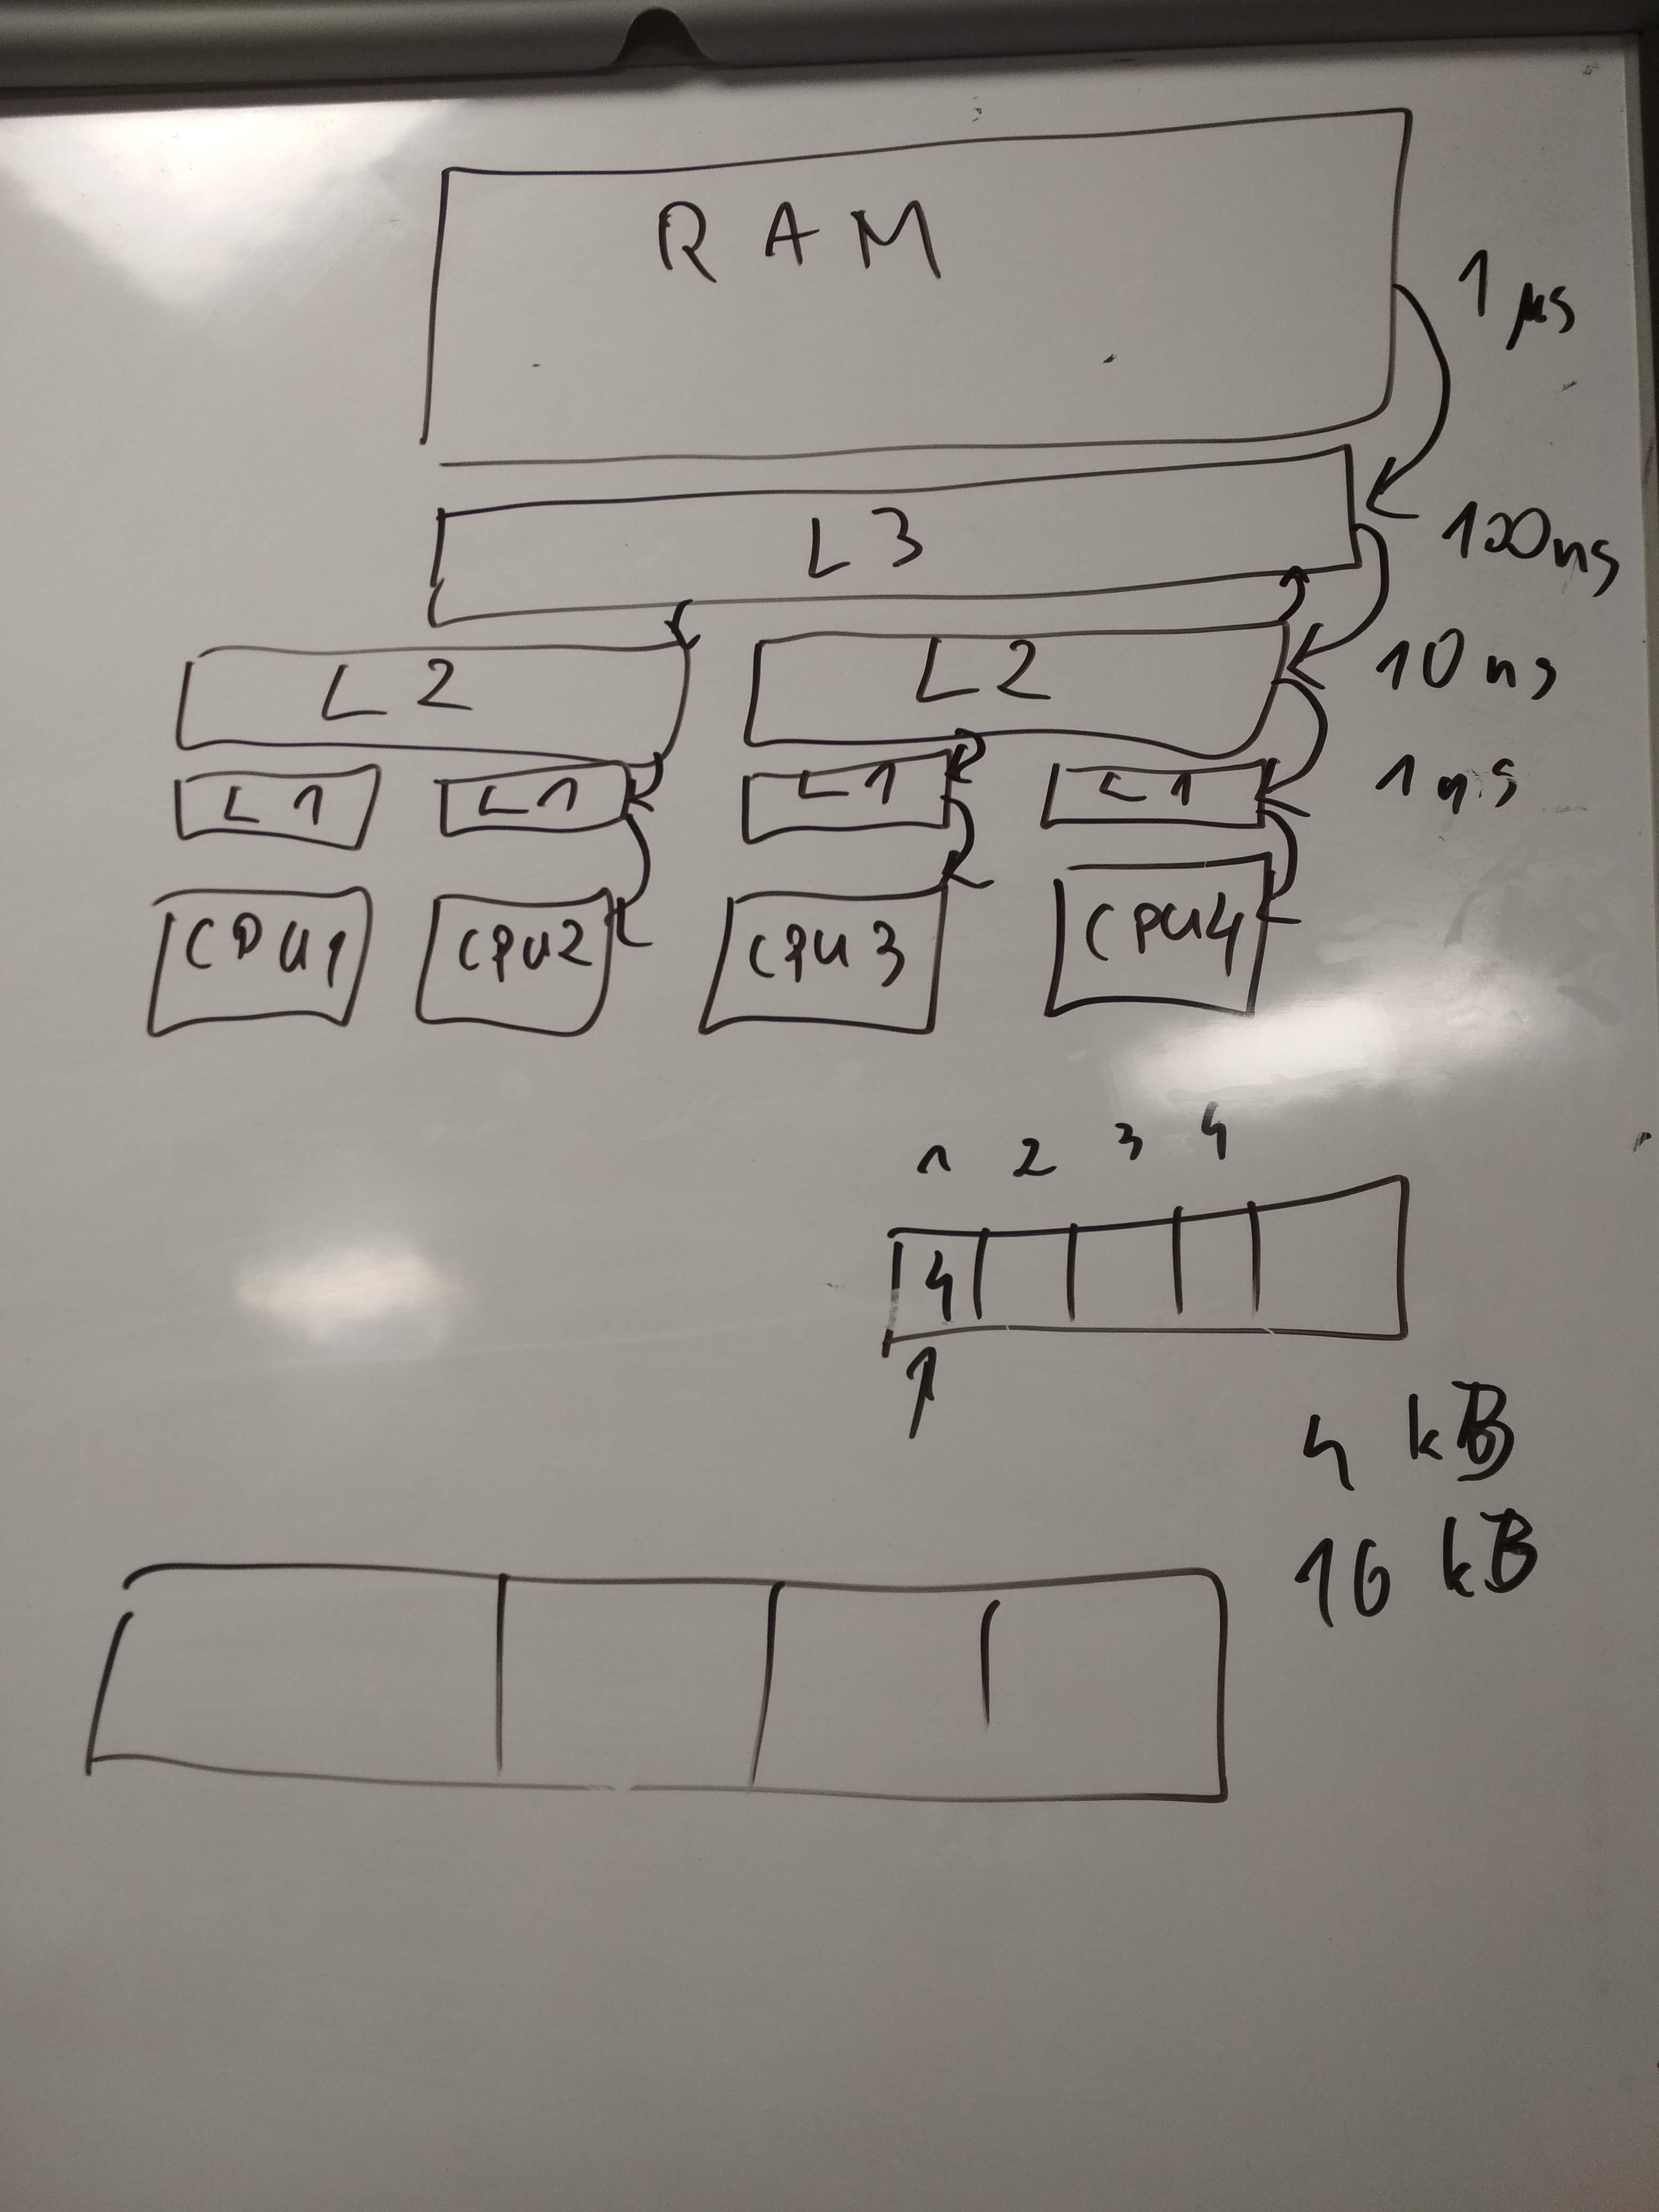 RAM
1 µs
L3
100ns
L2 L2
10 ns
L1 L1 L1 L1
1 ns
CPU1 CPU2 CPU3 CPU4
1 2 3 4
4
4 kB
16 kB